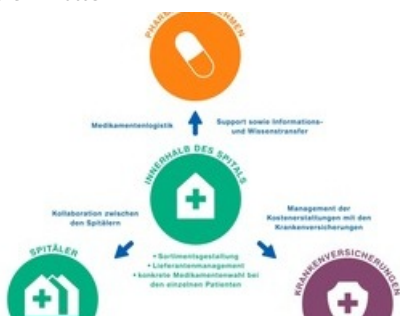 Medikamentenlogistik
Support sowie Informations-
und Wissenstransfer
INNERHALB DES SPITALS
Kollaboration zwischen
den Spitälern
Management der
Kostenerstattungen mit den
Krankenversicherungen
SPITÄLER
• Sortimentsgestaltung
• Lieferantenmanagement
• konkrete Medikamentenwahl bei
den einzelnen Patienten
KRANKENVERSICHERUNGEN